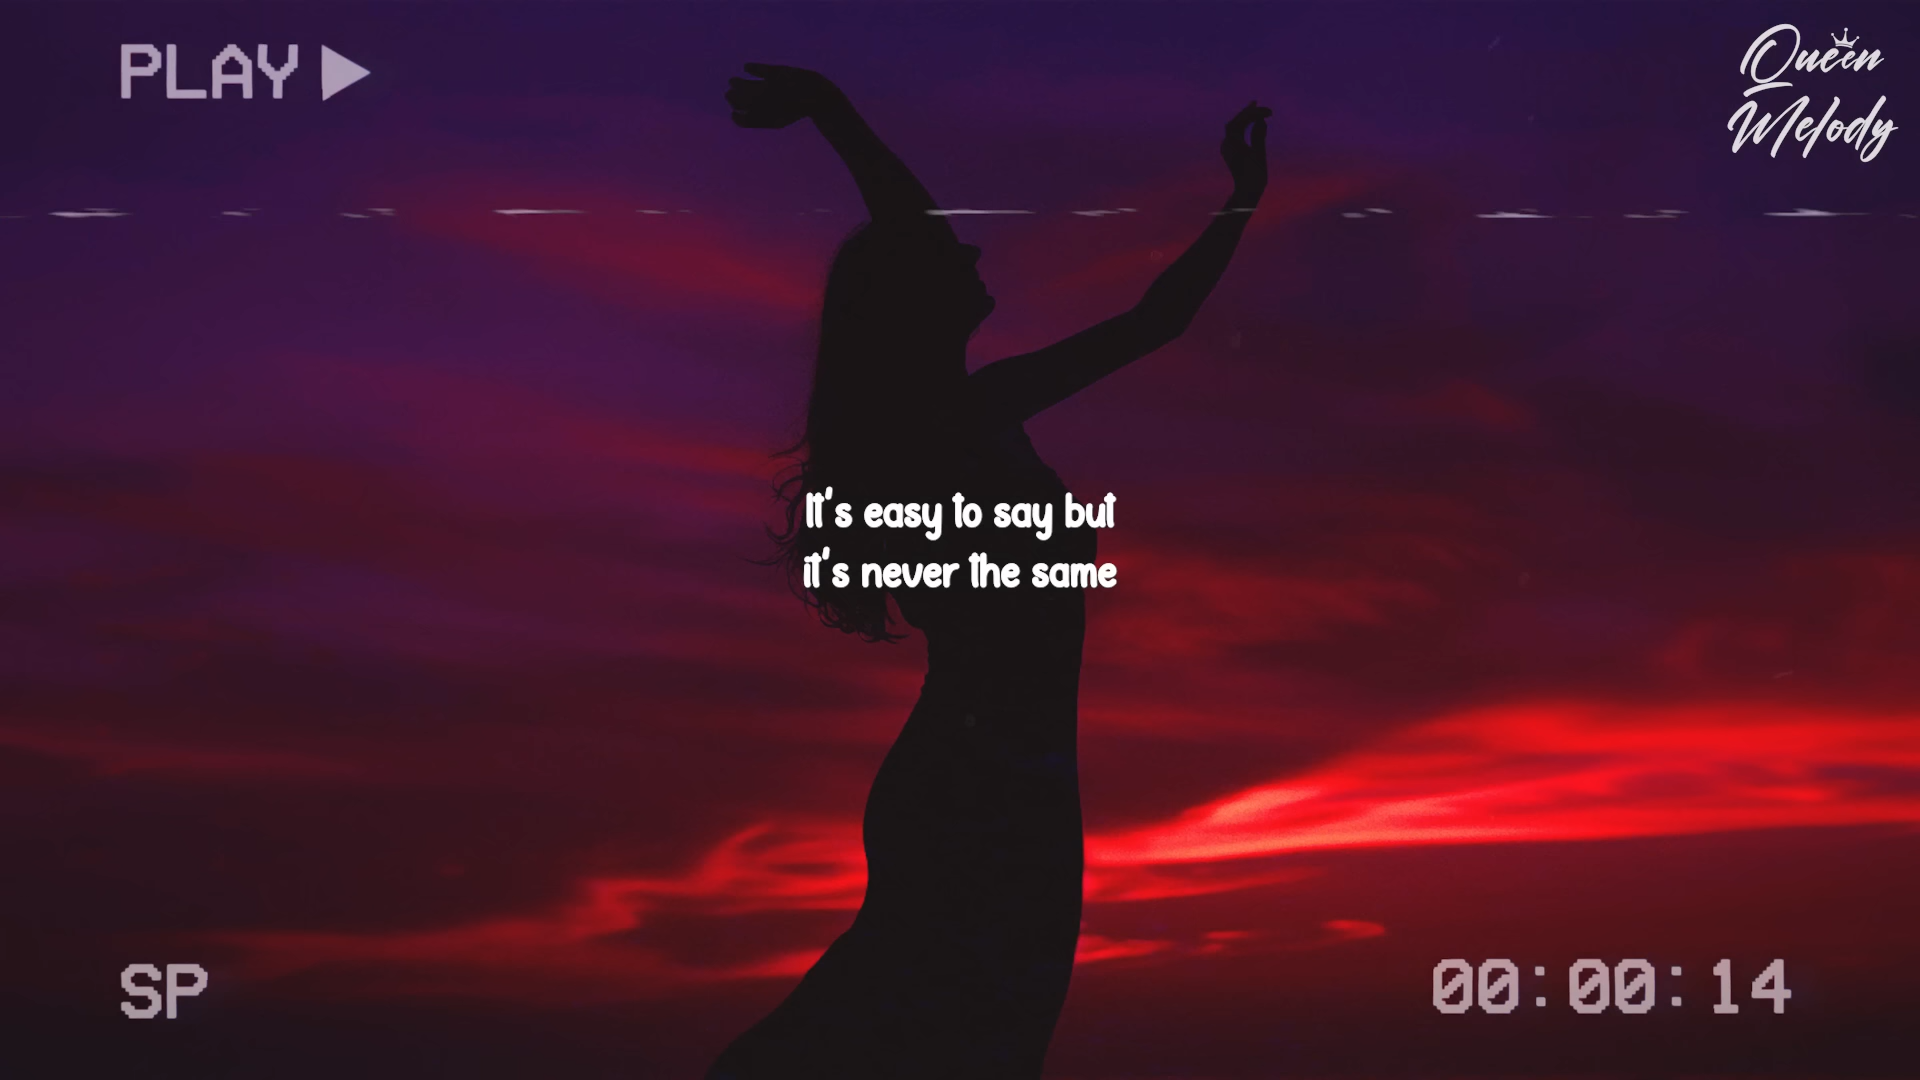 PLAY
Queen
Melody
It's easy to say but
it's never the same
SP
00:00:14